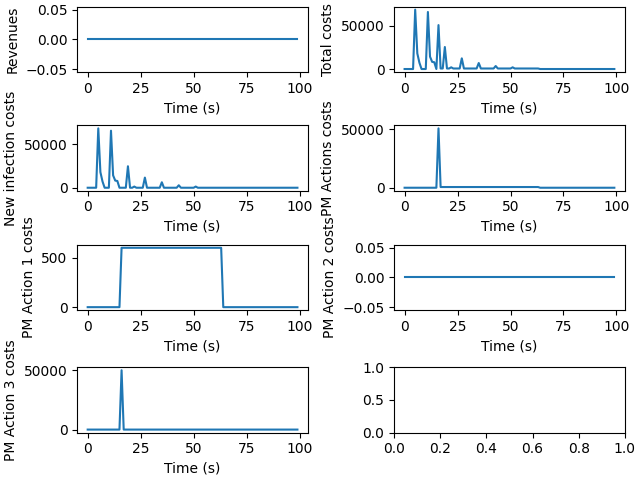 Revenues
0.05
0.00
−0.05
0 25 50 75 100
Time (s)
Total costs
50000
0
0 25 50 75 100
Time (s)
New infection costs
50000
0
0 25 50 75 100
Time (s)
PM Actions costs
50000
0
0 25 50 75 100
Time (s)
PM Action 1 costs
500
0
0 25 50 75 100
Time (s)
PM Action 2 costs
0.05
0.00
−0.05
0 25 50 75 100
Time (s)
PM Action 3 costs
50000
0
0 25 50 75 100
Time (s)
1.0
0.5
0.0
0.0 0.2 0.4 0.6 0.8 1.0